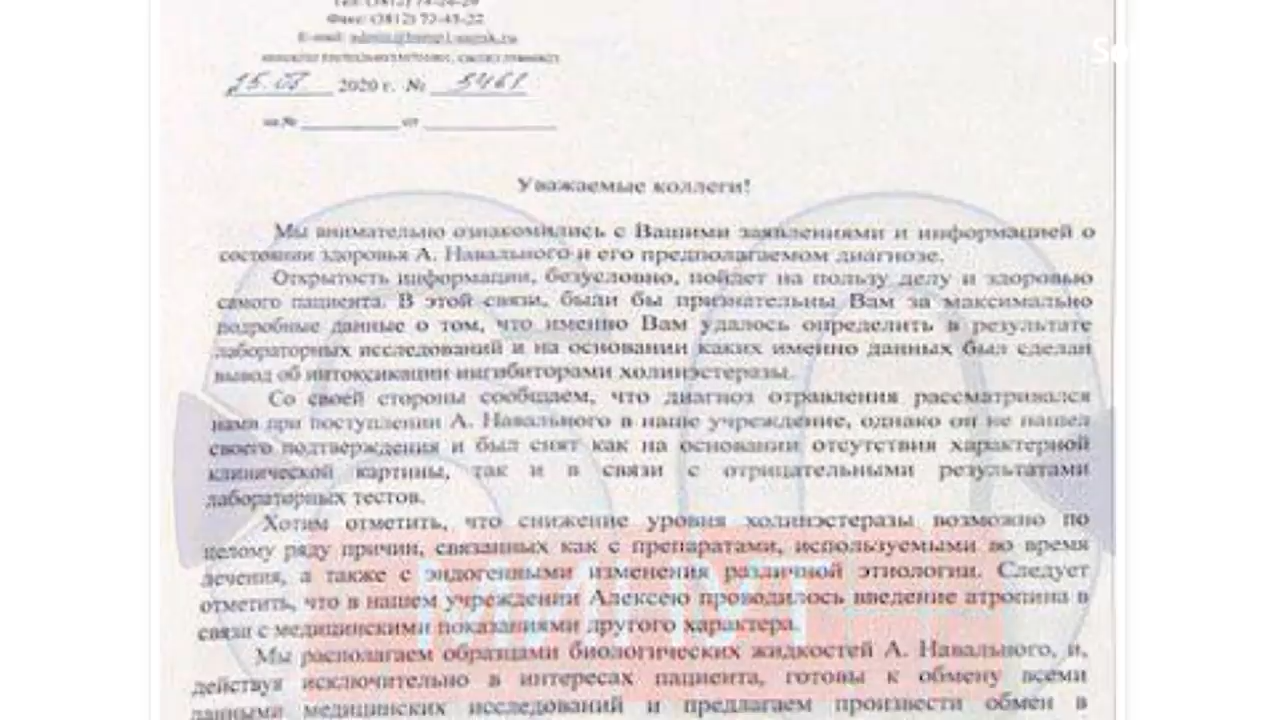 Факс: (3812) 75-45-22
E-mail:
25.08 2020 г. № 5461
на № от
Уважаемые коллеги!
Мы внимательно ознакомились с Вашими заявлениями и информацией о
состоянии здоровья А. Навального и его предполагаемом диагнозе.
Открытость информации, безусловно, пойдет на пользу делу и здоровью
самого пациента. В этой связи, были бы признательны Вам за максимально
подробные данные о том, что именно Вам удалось определить в результате
лабораторных исследований и на основании каких именно данных был сделан
вывод об интоксикации ингибиторами холинэстеразы.
Со своей стороны сообщаем, что диагноз отравления рассматривался
нами при поступлении А. Навального в наше учреждение, однако он не нашел
своего подтверждения и был снят как на основании отсутствия характерной
клинической картины, так и в связи с отрицательными результатами
лабораторных тестов.
Хотим отметить, что снижение уровня холинэстеразы возможно по
целому ряду причин, связанных как с препаратами, используемыми во время
лечения, а также с эндогенными изменения различной этиологии. Следует
отметить, что в нашем учреждении Алексею проводилось введение атропина в
связи с медицинскими показаниями другого характера.
Мы располагаем образцами биологических жидкостей А. Навального, и,
действуя исключительно в интересах пациента, готовы к обмену всеми
данными медицинских исследований и предлагаем произвести обмен в
60
МИНУТ